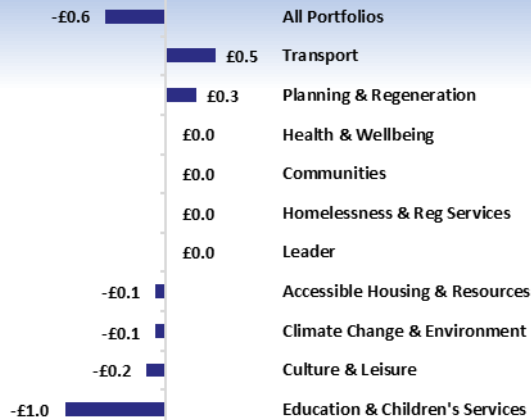 -£0.6 All Portfolios
£0.5 Transport
£0.3 Planning & Regeneration
£0.0 Health & Wellbeing
£0.0 Communities
£0.0 Homelessness & Reg Services
£0.0 Leader
-£0.1 Accessible Housing & Resources
-£0.1 Climate Change & Environment
-£0.2 Culture & Leisure
-£1.0 Education & Children's Services